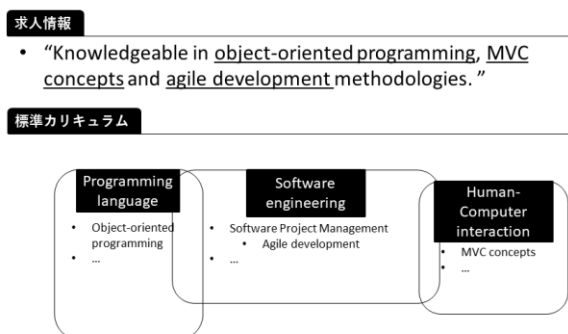 求人情報
• “Knowledgeable in object-oriented programming, MVC
concepts and agile development methodologies. ”
標準カリキュラム
Programming
language
• Object-oriented
programming
• ...
Software
engineering
• Software Project Management
• Agile development
• ...
Human-
Computer
interaction
• MVC concepts
• ...